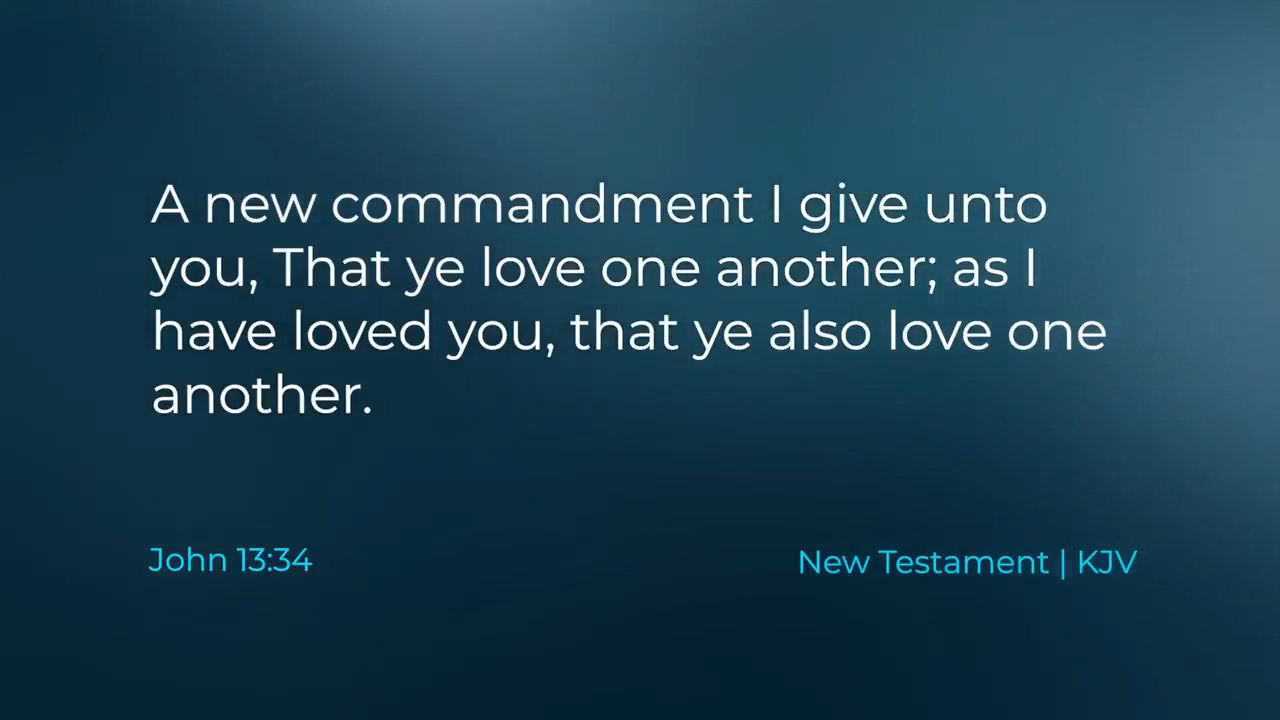 A new commandment I give unto
you, That ye love one another; as I
have loved you, that ye also love one
another.
John 13:34
New Testament | KJV